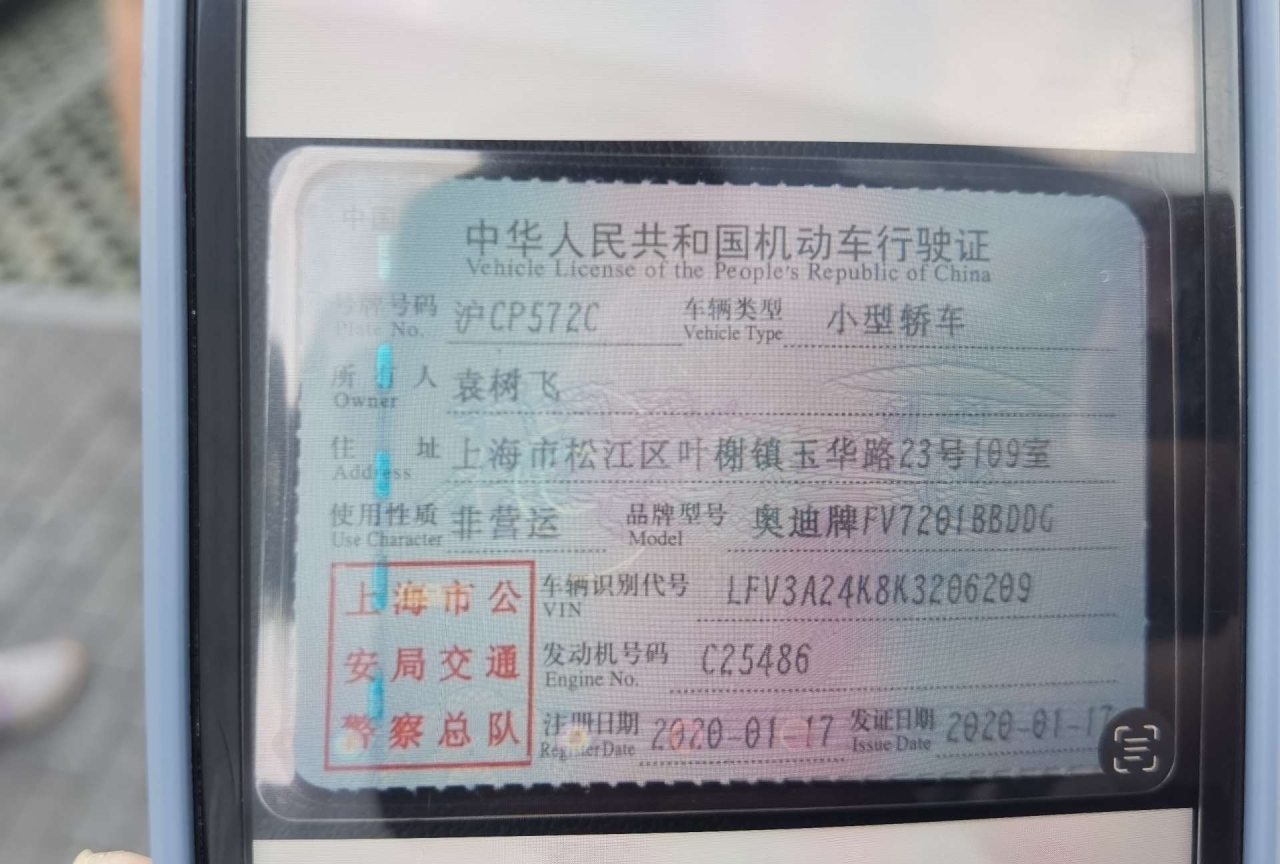 中国
中华人民共和国机动车行驶证
Vehicle License of the People's Republic of China
号牌号码 沪CP572C 车辆类型 小型轿车
Plate No. Vehicle Type
所有人 袁树飞
Owner
住址 上海市松江区叶榭镇玉华路23号109室
Address
使用性质 非营运 品牌型号 奥迪牌FV7201BBDDG
Use Character Model
上海市公 车辆识别代号 LFV3A24K8K3206209
VIN
安局交通 发动机号码 C25486
Engine No.
警察总队 注册日期 2020-01-17 发证日期 2020-01-17
Register Date Issue Date